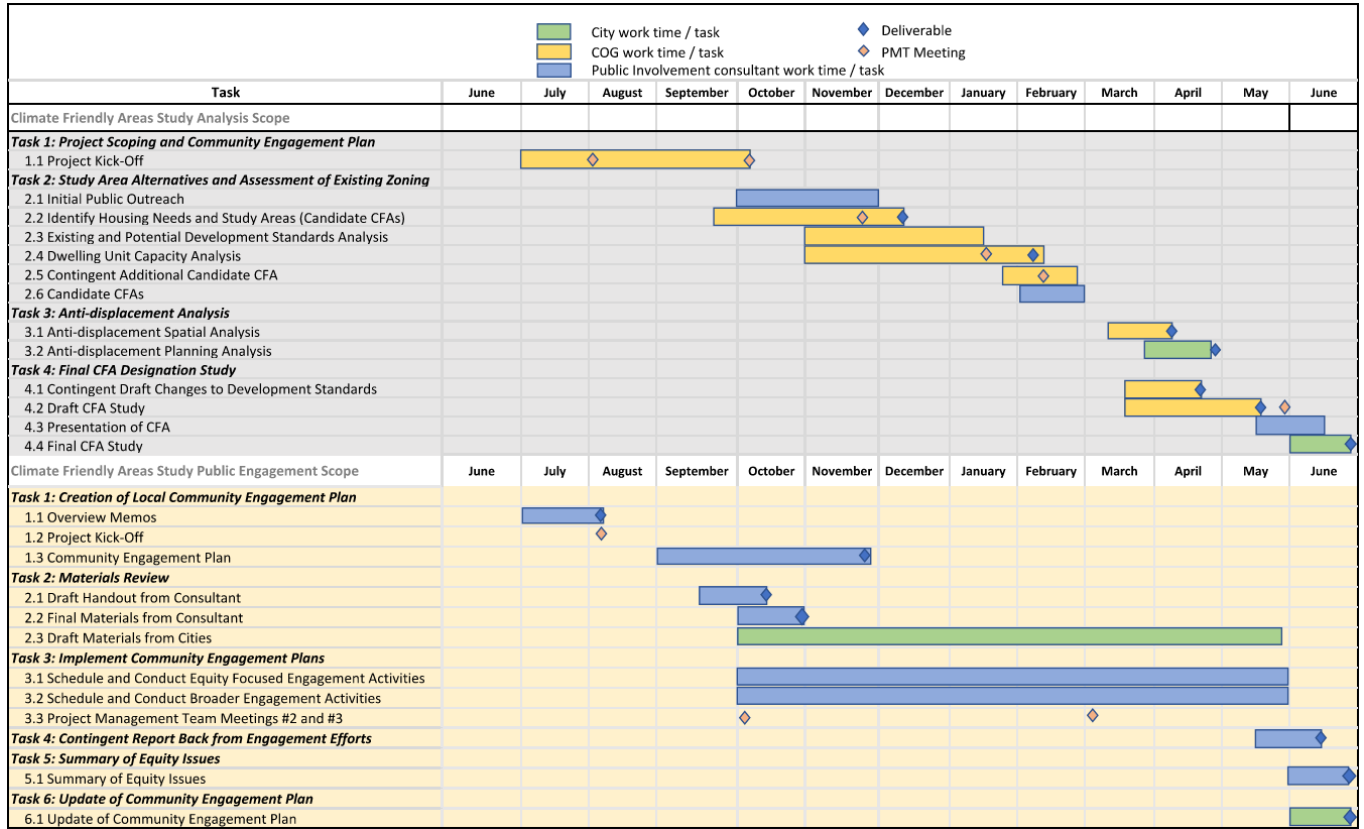 City work time / task
Deliverable
COG work time / task
PMT Meeting
Public Involvement consultant work time / task
Task June July August September October November December January February March April May June
Climate Friendly Areas Study Analysis Scope
Task 1: Project Scoping and Community Engagement Plan
1.1 Project Kick-Off
Task 2: Study Area Alternatives and Assessment of Existing Zoning
2.1 Initial Public Outreach
2.2 Identify Housing Needs and Study Areas (Candidate CFAs)
2.3 Existing and Potential Development Standards Analysis
2.4 Dwelling Unit Capacity Analysis
2.5 Contingent Additional Candidate CFA
2.6 Candidate CFAs
Task 3: Anti-displacement Analysis
3.1 Anti-displacement Spatial Analysis
3.2 Anti-displacement Planning Analysis
Task 4: Final CFA Designation Study
4.1 Contingent Draft Changes to Development Standards
4.2 Draft CFA Study
4.3 Presentation of CFA
4.4 Final CFA Study
Climate Friendly Areas Study Public Engagement Scope June July August September October November December January February March April May June
Task 1: Creation of Local Community Engagement Plan
1.1 Overview Memos
1.2 Project Kick-Off
1.3 Community Engagement Plan
Task 2: Materials Review
2.1 Draft Handout from Consultant
2.2 Final Materials from Consultant
2.3 Draft Materials from Cities
Task 3: Implement Community Engagement Plans
3.1 Schedule and Conduct Equity Focused Engagement Activities
3.2 Schedule and Conduct Broader Engagement Activities
3.3 Project Management Team Meetings #2 and #3
Task 4: Contingent Report Back from Engagement Efforts
Task 5: Summary of Equity Issues
5.1 Summary of Equity Issues
Task 6: Update of Community Engagement Plan
6.1 Update of Community Engagement Plan